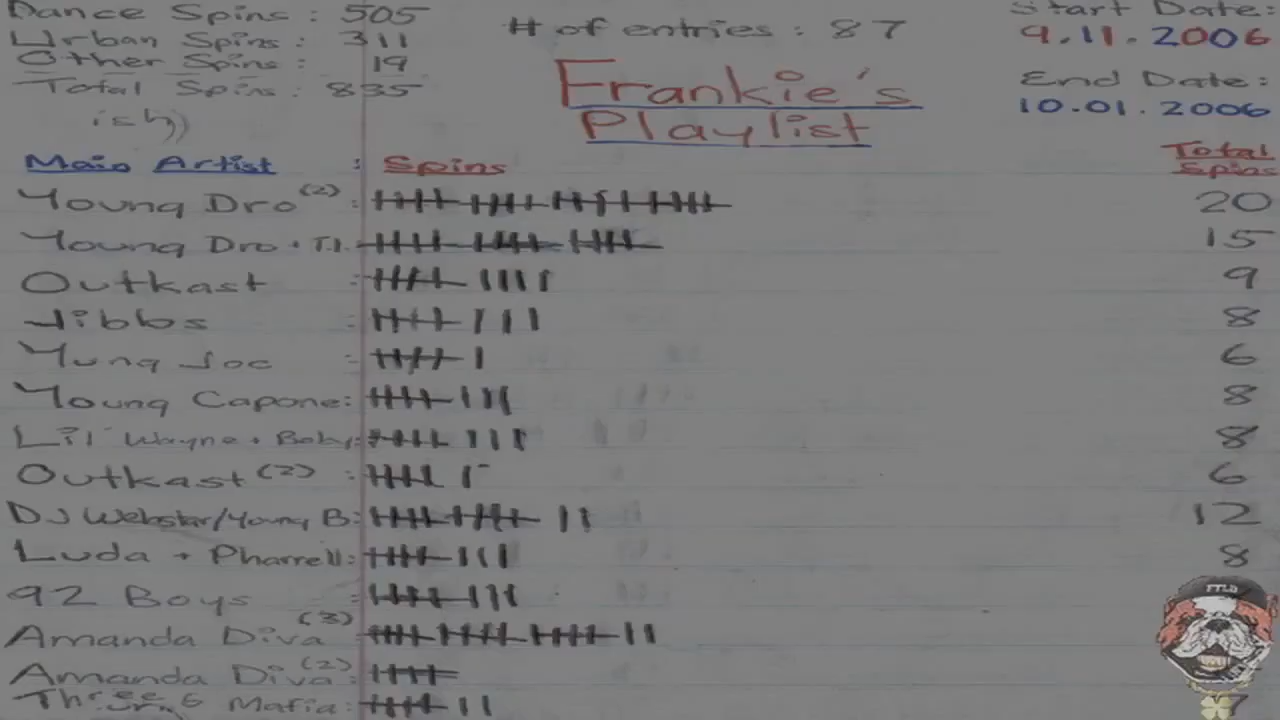 Dance Spins: 505
Urban Spins: 311
Other Spins: 19
Total Spins: 835
ish))
# of entries: 87
Frankie's
Playlist
Start Date:
9.11.2006
End Date:
10.01.2006
Main Artist : Spins Total Spins
Young Dro (2) : 20
Young Dro + T.I. : 15
Outkast : 9
Jibbs : 8
Yung Joc : 6
Young Capone: 8
Lil' Wayne + Baby: 8
Outkast (2) : 6
DJ Webstar/Young B: 12
Luda + Pharrell: 8
92 Boys :
Amanda Diva (3) :
Amanda Diva (2) :
Three 6 Mafia: 7